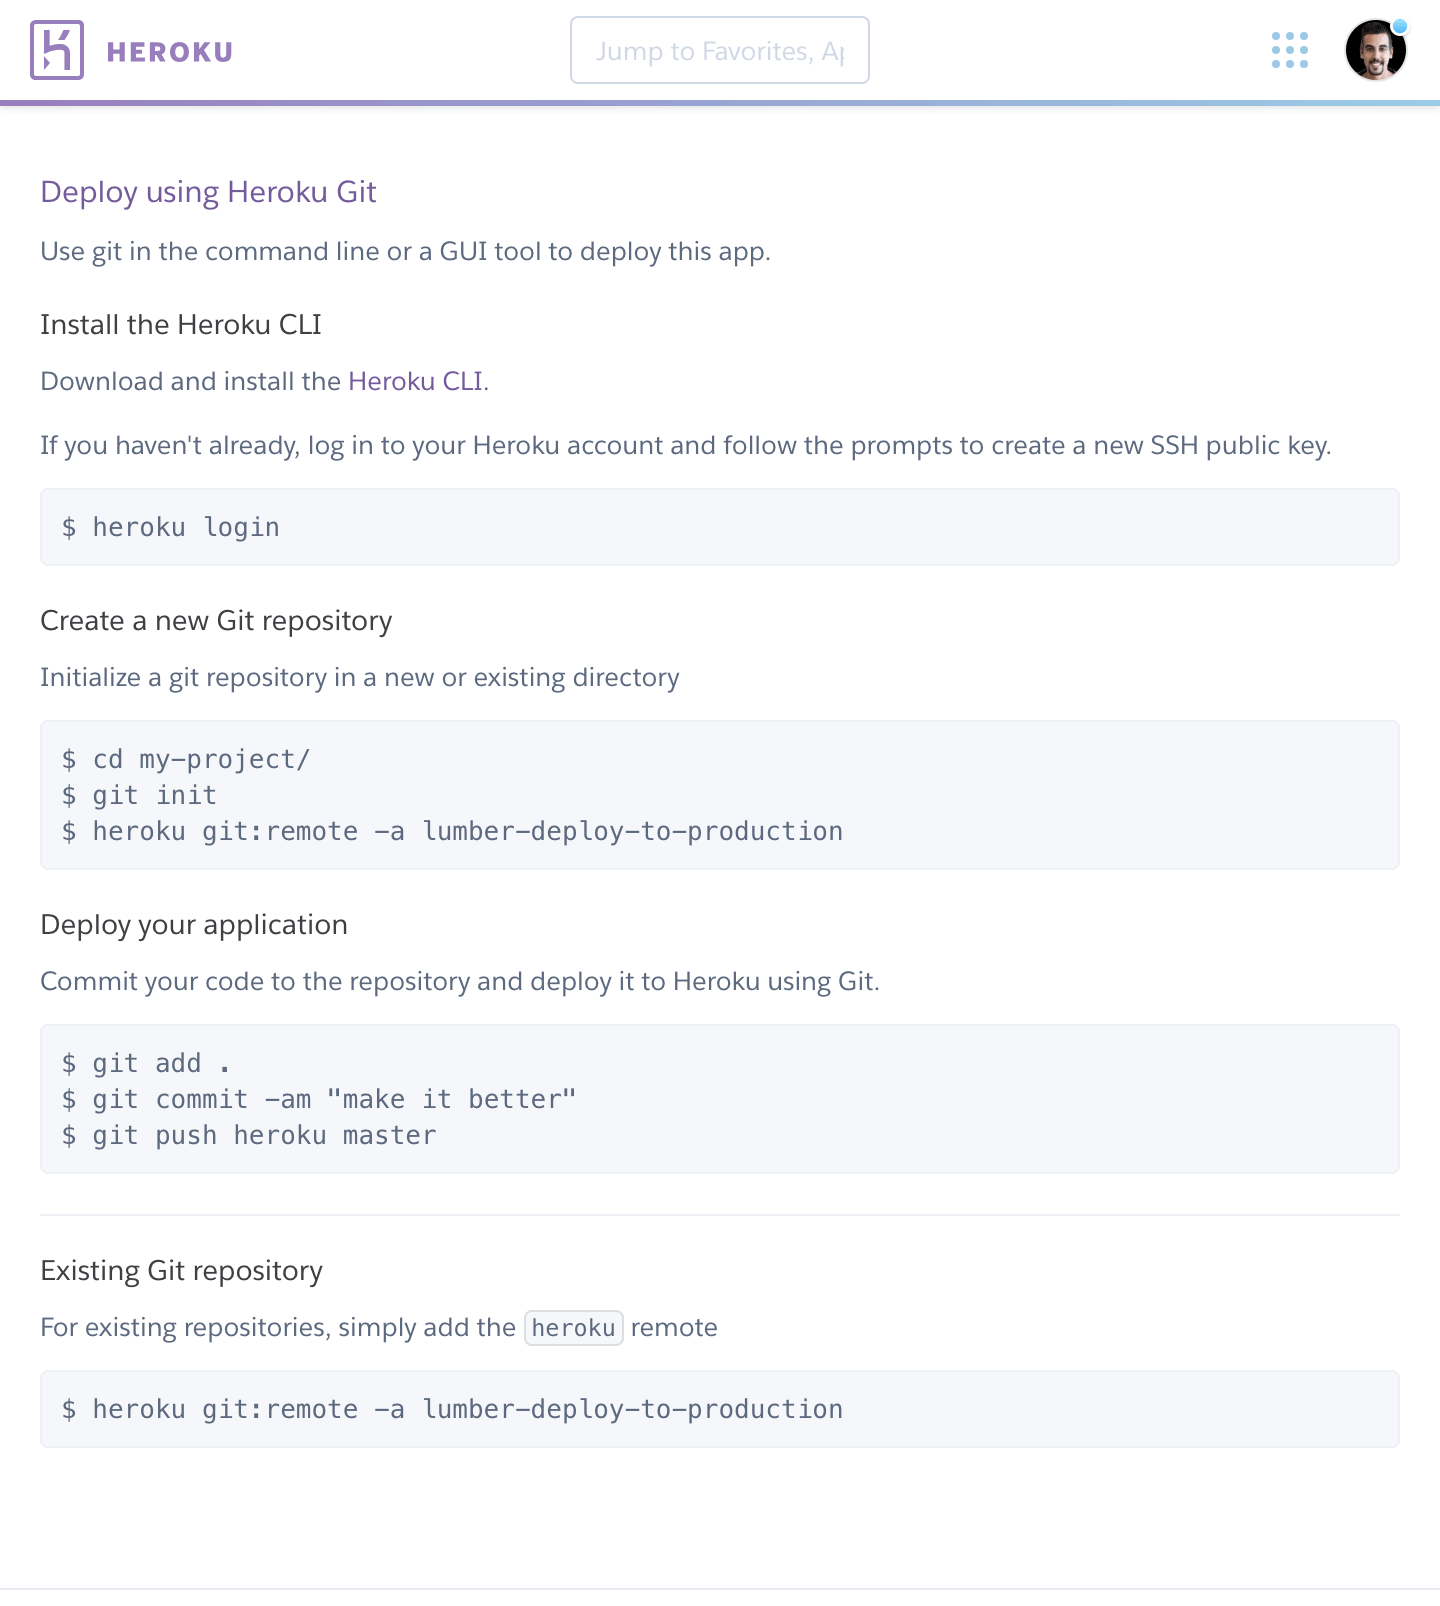 HEROKU
Jump to Favorites, Ap
Deploy using Heroku Git
Use git in the command line or a GUI tool to deploy this app.
Install the Heroku CLI
Download and install the Heroku CLI.
If you haven't already, log in to your Heroku account and follow the prompts to create a new SSH public key.
$ heroku login
Create a new Git repository
Initialize a git repository in a new or existing directory
$ cd my-project/
$ git init
$ heroku git:remote -a lumber-deploy-to-production
Deploy your application
Commit your code to the repository and deploy it to Heroku using Git.
$ git add .
$ git commit -am "make it better"
$ git push heroku master
Existing Git repository
For existing repositories, simply add the heroku remote
$ heroku git:remote -a lumber-deploy-to-production